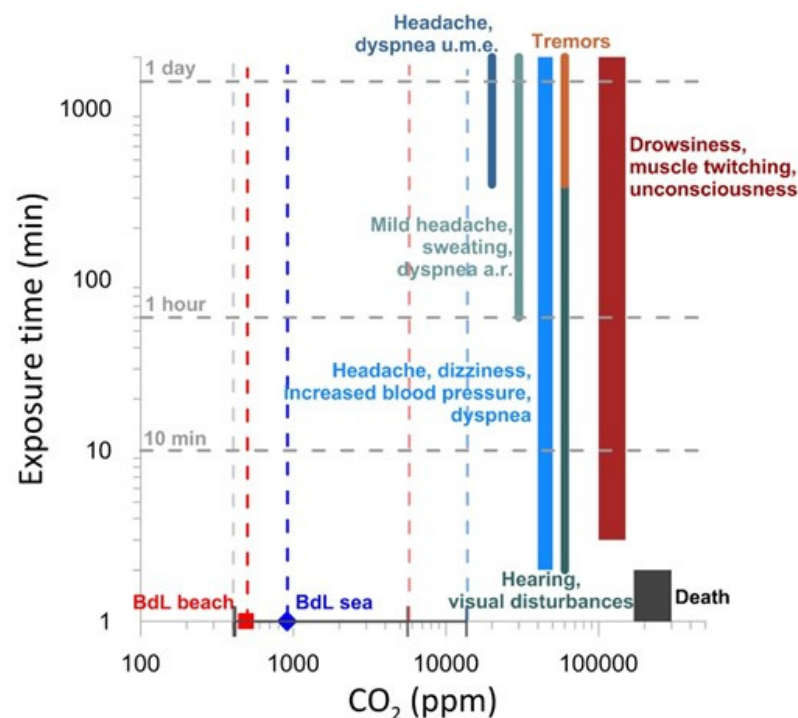 Headache,
dyspnea u.m.e.
Tremors
1 day
1000
Drowsiness,
muscle twitching,
unconsciousness
Mild headache,
sweating,
dyspnea a.r.
Exposure time (min)
100
1 hour
Headache, dizziness,
increased blood pressure,
dyspnea
10 min
10
Hearing,
visual disturbances
Death
BdL beach
BdL sea
1
100
1000
10000
100000
CO₂ (ppm)